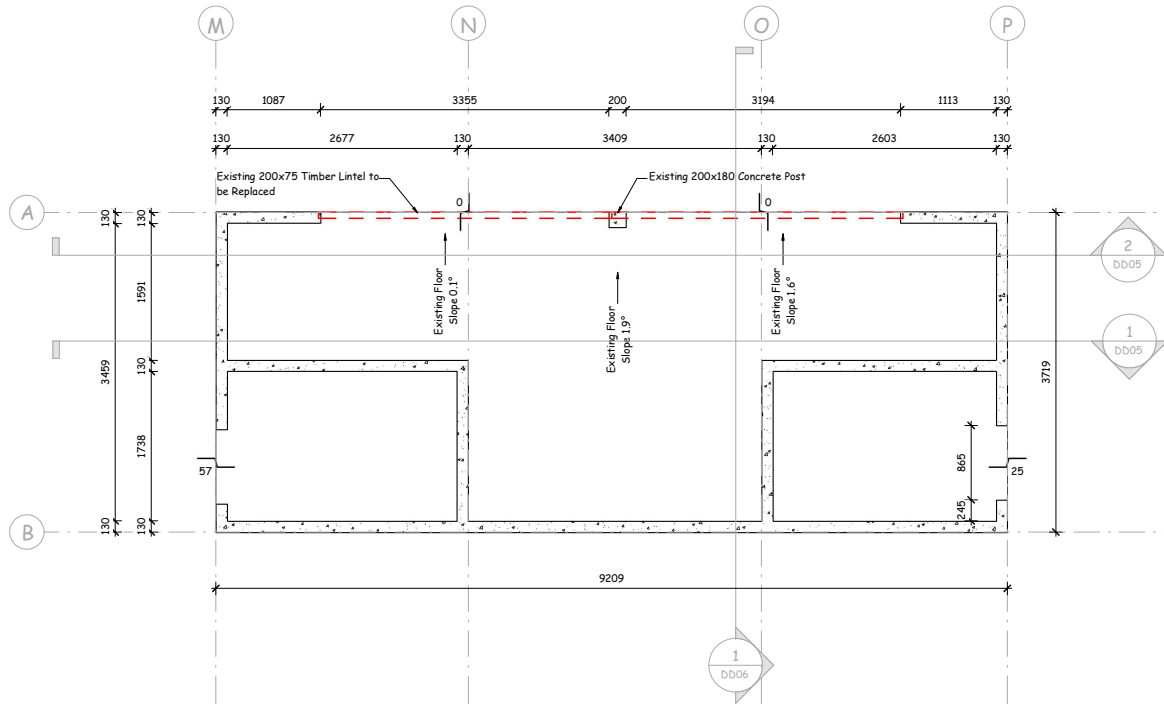 M
N
O
P
130
1087
3355
200
3194
1113
130
130
2677
130
3409
130
2603
130
Existing 200x75 Timber Lintel to
be Replaced
Existing 200x180 Concrete Post
0
0
A
130
130
2
DD05
Existing Floor
Slope 0.1°
Existing Floor
Slope 1.9°
Existing Floor
Slope 1.6°
1591
3459
130
1
DD05
3719
1738
865
57
25
245
130
130
B
9209
1
DD06